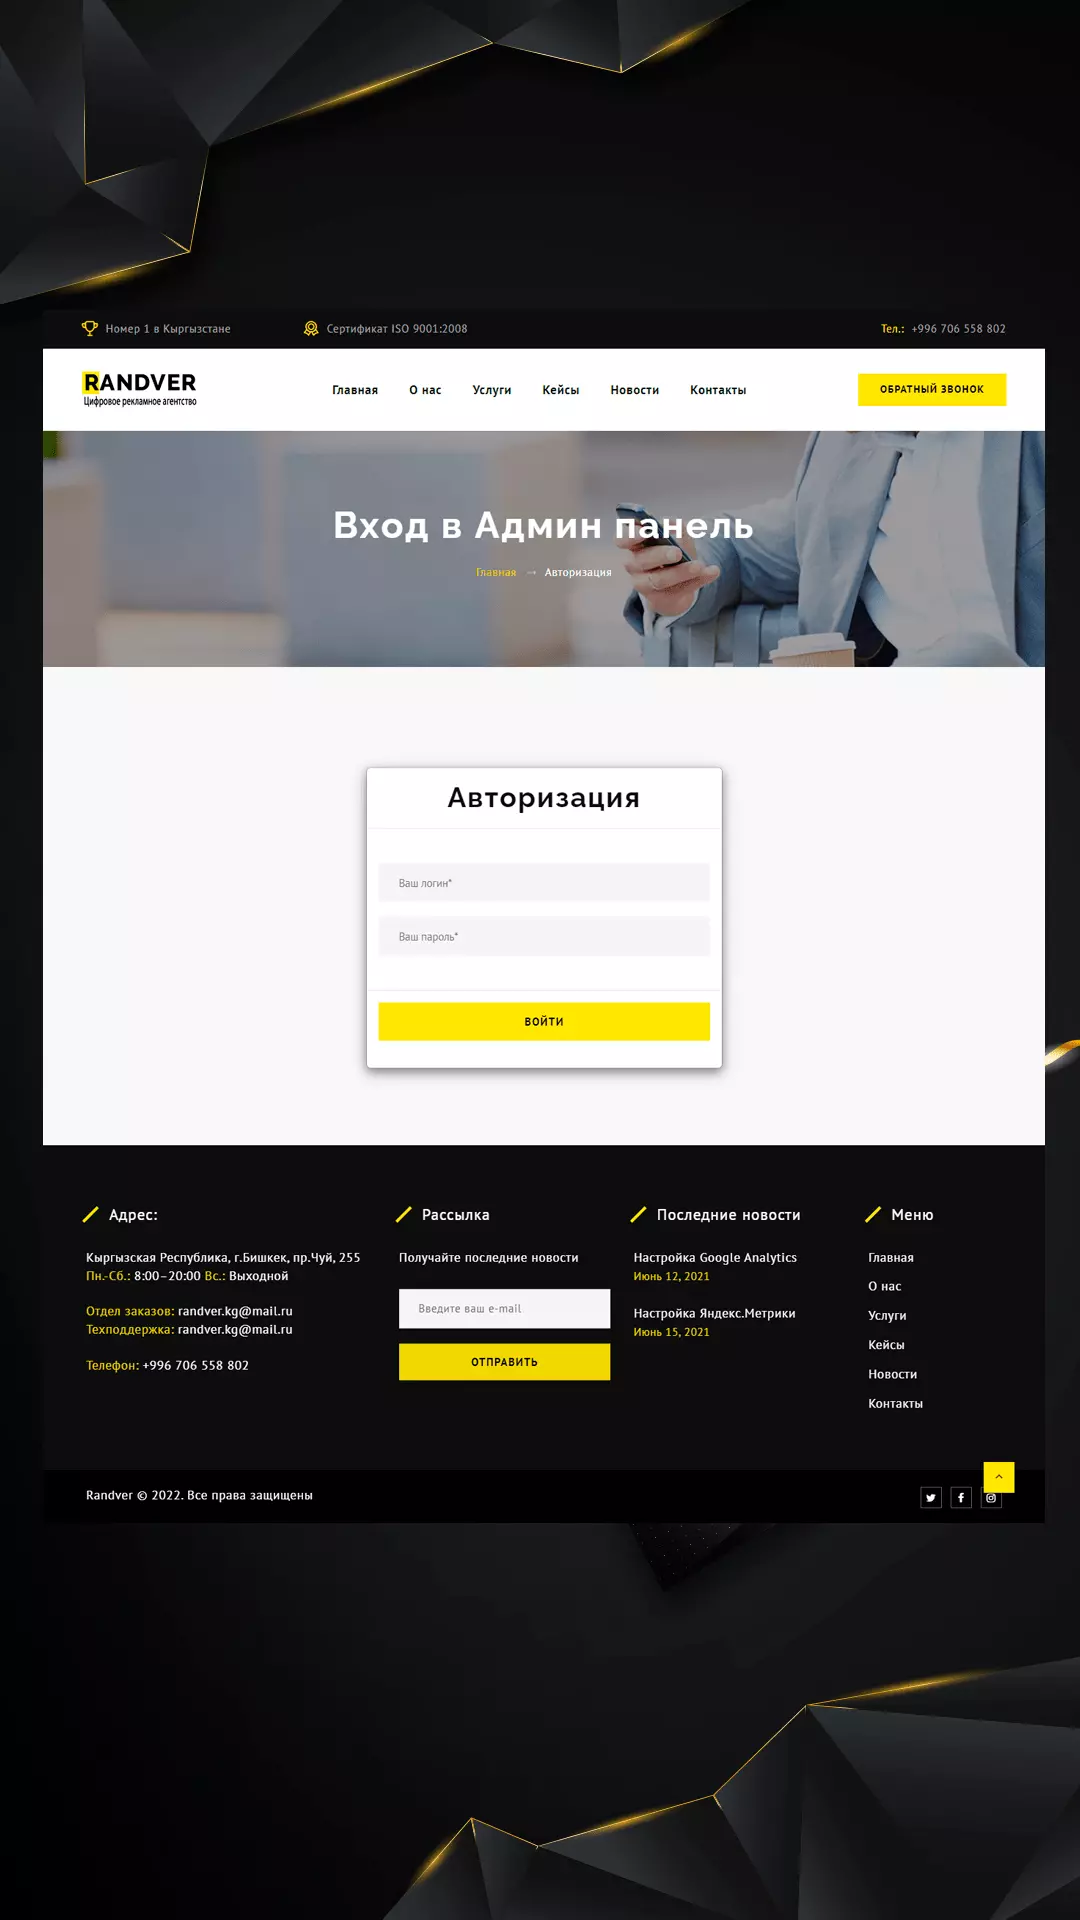 Номер 1 в Кыргызстане
Сертификат ISO 9001:2008
Тел.: +996 706 558 802
RANDVER
Цифровое рекламное агентство
Главная
О нас
Услуги
Кейсы
Новости
Контакты
ОБРАТНЫЙ ЗВОНОК
Вход в Админ панель
Главная → Авторизация
Авторизация
Ваш логин*
Ваш пароль*
ВОЙТИ
Адрес:
Кыргызская Республика, г.Бишкек, пр.Чуй, 255
Пн.-Сб.: 8:00–20:00 Вс.: Выходной
Отдел заказов: randver.kg@mail.ru
Техподдержка: randver.kg@mail.ru
Телефон: +996 706 558 802
Рассылка
Получайте последние новости
Введите ваш e-mail
ОТПРАВИТЬ
Последние новости
Настройка Google Analytics
Июнь 12, 2021
Настройка Яндекс.Метрики
Июнь 15, 2021
Меню
Главная
О нас
Услуги
Кейсы
Новости
Контакты
Randver © 2022. Все права защищены